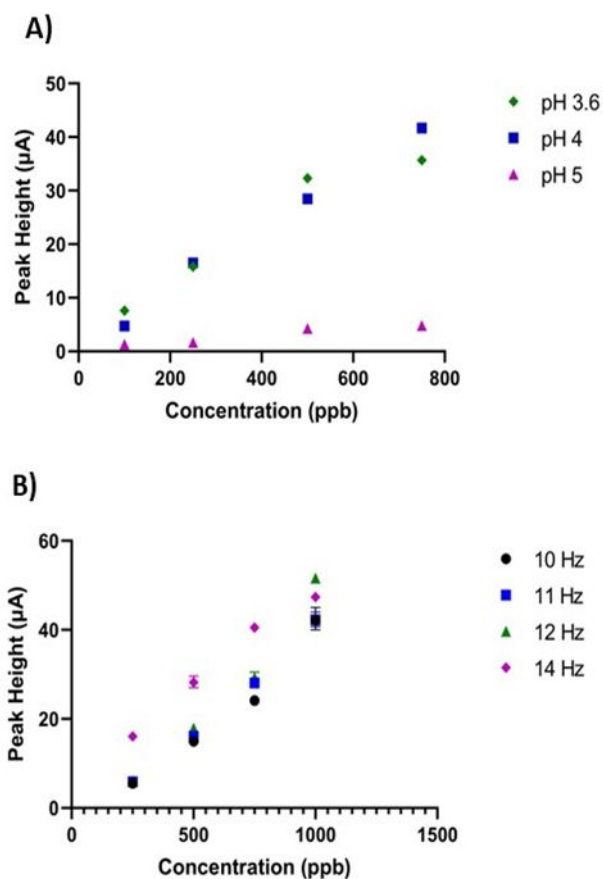 A)
Peak Height (µA)
50
40
30
20
10
0
0 200 400 600 800
Concentration (ppb)
pH 3.6
pH 4
pH 5
B)
Peak Height (µA)
60
40
20
0
0 500 1000 1500
Concentration (ppb)
10 Hz
11 Hz
12 Hz
14 Hz